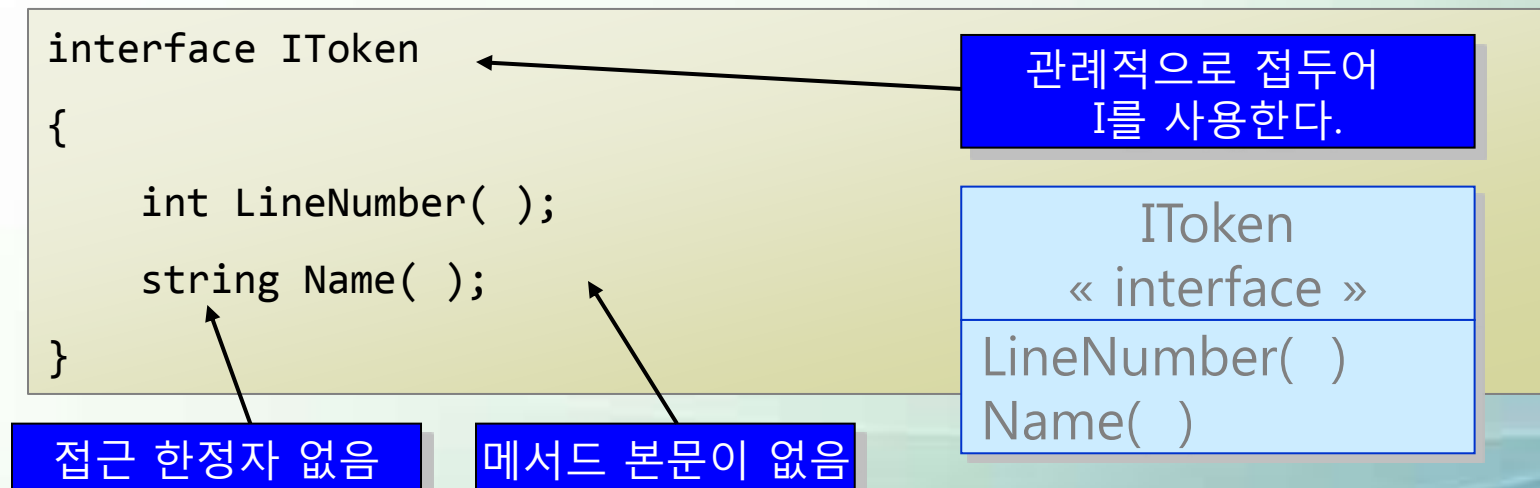 interface IToken
{
int LineNumber( );
string Name( );
}
관례적으로 접두어
I를 사용한다.
IToken
« interface »
LineNumber( )
Name( )
접근 한정자 없음
메서드 본문이 없음